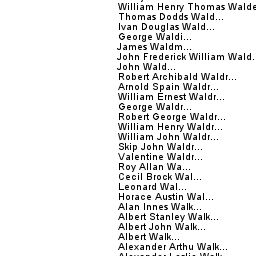 William Henry Thomas Walde
Thomas Dodds Wald...
Ivan Douglas Wald...
George Waldi...
James Waldm...
John Frederick William Wald.
John Wald...
Robert Archibald Waldr...
Arnold Spain Waldr...
William Ernest Waldr...
George Waldr...
Robert George Waldr...
William Henry Waldr...
William John Waldr...
Skip John Waldr...
Valentine Waldr...
Roy Allan Wa...
Cecil Brock Wal...
Leonard Wal...
Horace Austin Wal...
Alan Innes Walk...
Albert Stanley Walk...
Albert John Walk...
Albert Walk...
Alexander Arthu Walk...
Alexander Leslie Walk...